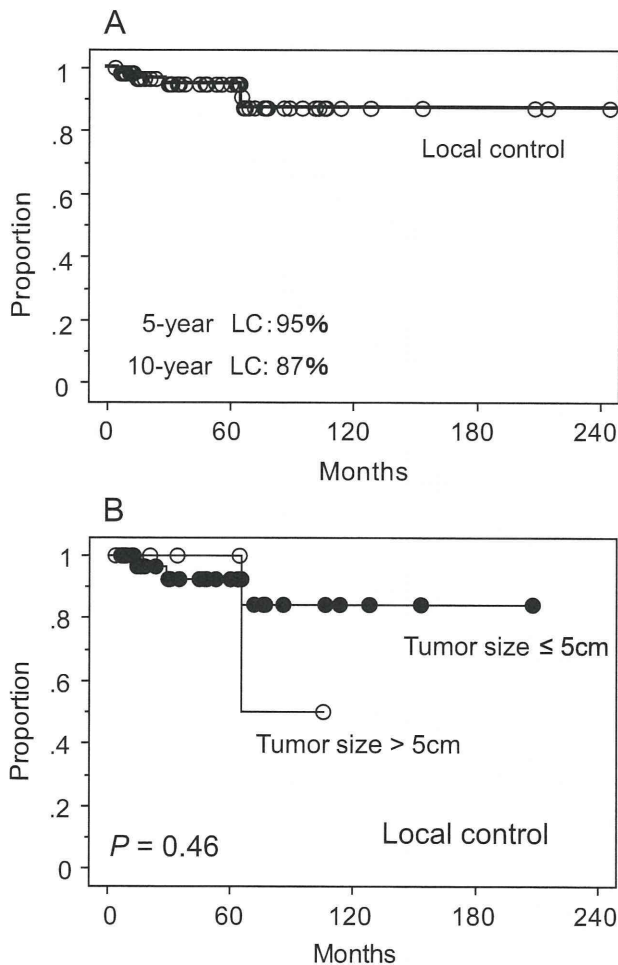 A
1
.8
.6
.4
.2
0
Proportion
Local control
5-year LC: 95%
10-year LC: 87%
0 60 120 180 240
Months
B
1
.8
.6
.4
.2
0
Proportion
Tumor size ≤ 5cm
Tumor size > 5cm
P = 0.46
Local control
0 60 120 180 240
Months